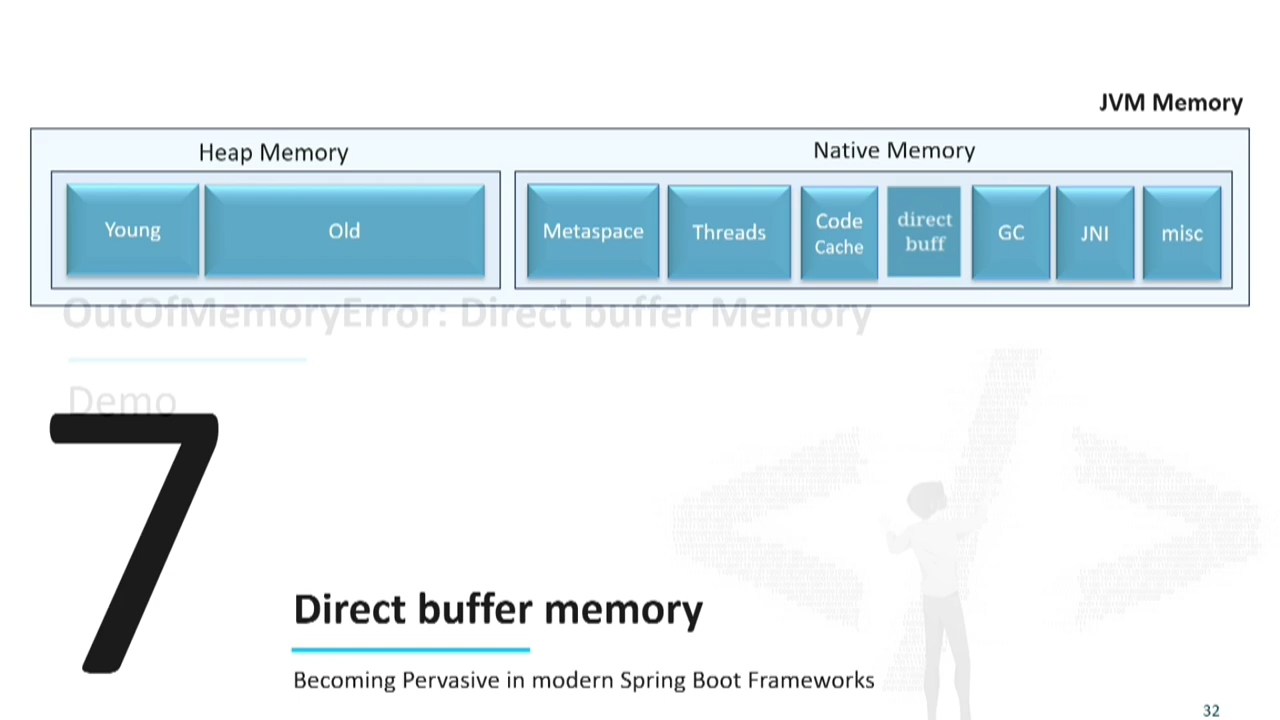 JVM Memory
Heap Memory
Native Memory
Young
Old
Metaspace
Threads
Code
Cache
direct
buff
GC
JNI
misc
OutOfMemoryError: Direct buffer Memory
Demo
7
Direct buffer memory
Becoming Pervasive in modern Spring Boot Frameworks
32